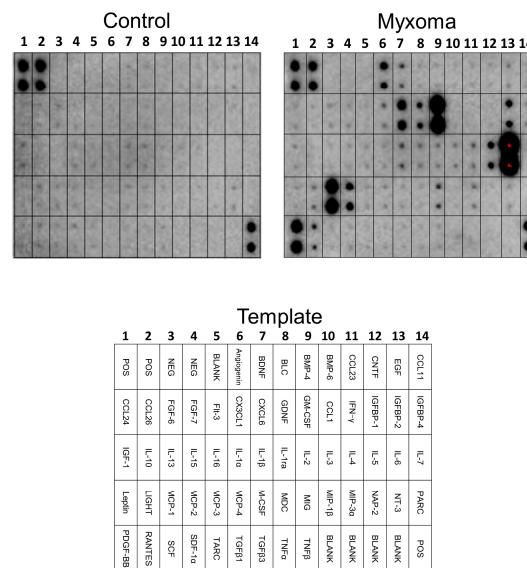 Control
1 2 3 4 5 6 7 8 9 10 11 12 13 14
Myxoma
1 2 3 4 5 6 7 8 9 10 11 12 13 14
Template
1 2 3 4 5 6 7 8 9 10 11 12 13 14
POS POS NEG NEG BLANK Angiogenin BDNF BLC BMP-4 BMP-6 CCL23 CNTF EGF CCL11
CCL24 CCL26 FGF-6 FGF-7 Flt-3 CX3CL1 CXCL6 GDNF GM-CSF CCL1 IFN-γ IGFBP-1 IGFBP-2 IGFBP-4
IGF-1 IL-10 IL-13 IL-15 IL-16 IL-1α IL-1β IL-1ra IL-2 IL-3 IL-4 IL-5 IL-6 IL-7
Leptin LIGHT MCP-1 MCP-2 MCP-3 MCP-4 M-CSF MDC MIG MIP-1β MIP-3α NAP-2 NT-3 PARC
PDGF-BB RANTES SCF SDF-1α TARC TGFβ1 TGFβ3 TNFα TNFβ BLANK BLANK BLANK BLANK POS